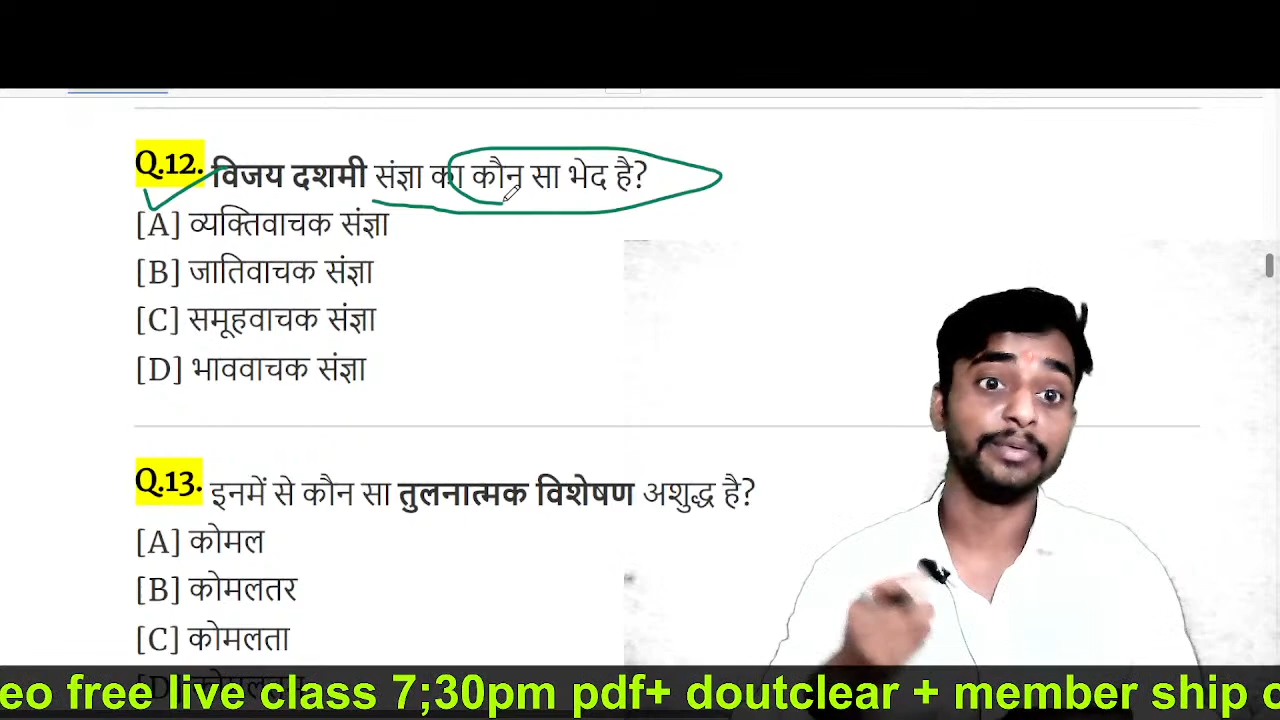 Q.12. विजय दशमी संज्ञा का कौन सा भेद है?
[A] व्यक्तिवाचक संज्ञा
[B] जातिवाचक संज्ञा
[C] समूहवाचक संज्ञा
[D] भाववाचक संज्ञा
Q.13. इनमें से कौन सा तुलनात्मक विशेषण अशुद्ध है?
[A] कोमल
[B] कोमलतर
[C] कोमलता
[D]
eo free live class 7;30pm pdf+ doutclear + member ship